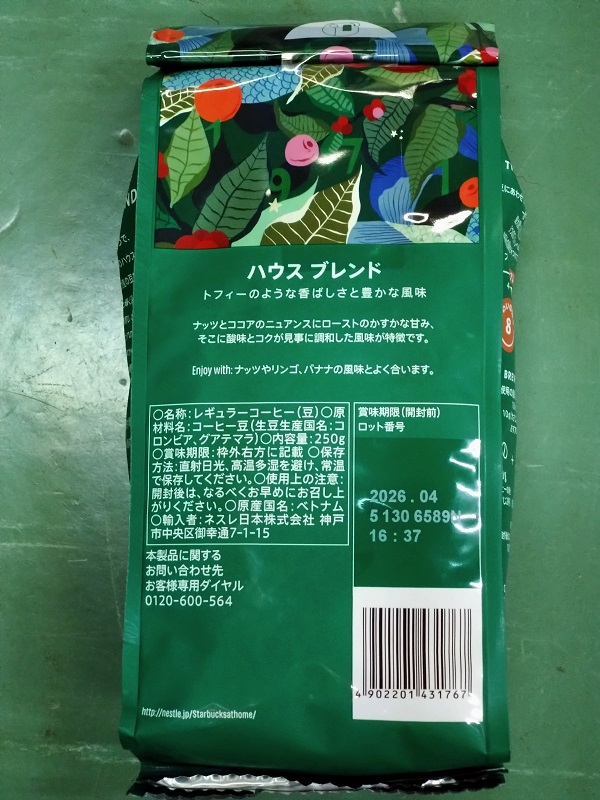 ハウス ブレンド
トフィーのような香ばしさと豊かな風味
ナッツとココアのニュアンスにローストのかすかな甘み、
そこに酸味とコクが見事に調和した風味が特徴です。
Enjoy with: ナッツやリンゴ、バナナの風味とよく合います。
○名称:レギュラーコーヒー(豆)○原
材料名:コーヒー豆(生豆生産国名:コ
ロンビア、グアテマラ)○内容量:250g
○賞味期限:枠外右方に記載 ○保存
方法:直射日光、高温多湿を避け、常温
で保存してください。○使用上の注意:
開封後は、なるべくお早めにお召し上
がりください。○原産国名:ベトナム
○輸入者:ネスレ日本株式会社 神戸
市中央区御幸通7-1-15
賞味期限(開封前)
ロット番号
2026.04
5130 6589N
16:37
本製品に関する
お問い合わせ先
お客様専用ダイヤル
0120-600-564
4 902201 431767
http://nestle.jp/Starbucksathome/